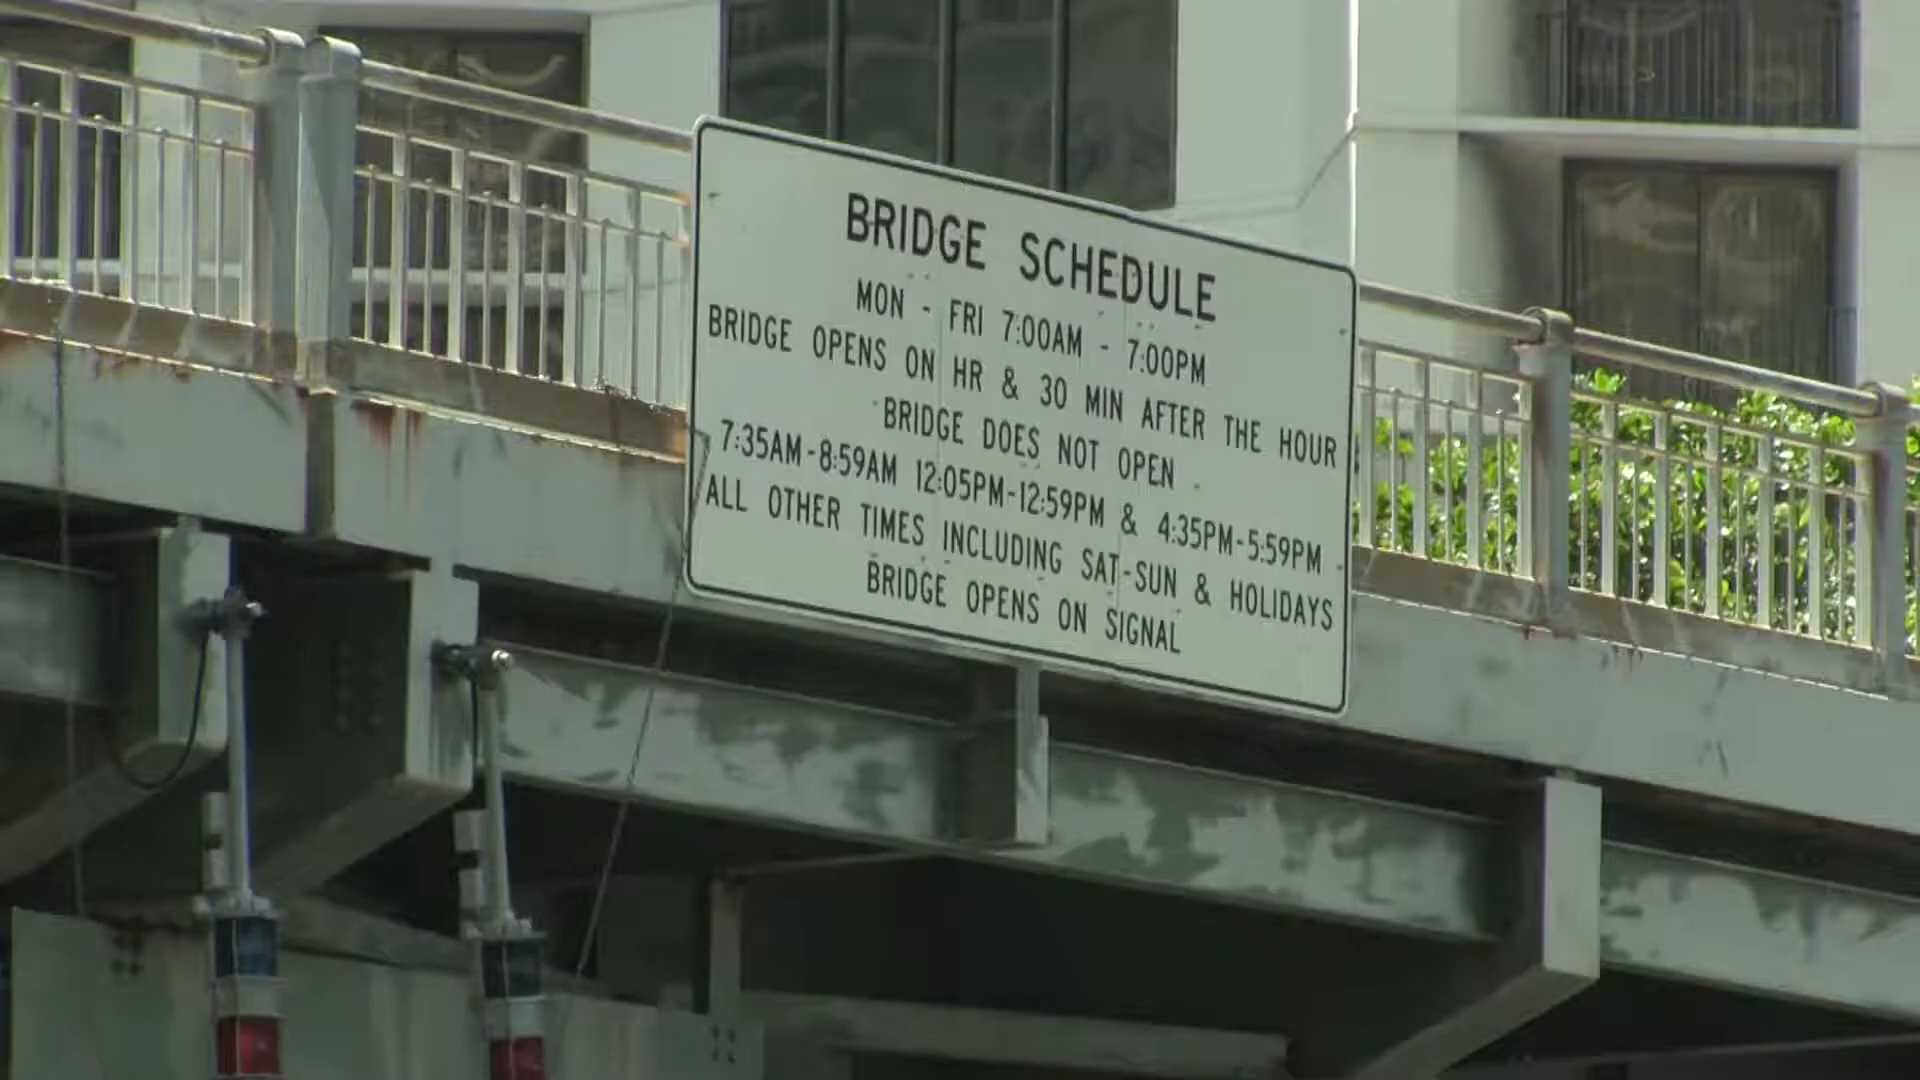 BRIDGE SCHEDULE
MON - FRI 7:00AM - 7:00PM
BRIDGE OPENS ON HR & 30 MIN AFTER THE HOUR
BRIDGE DOES NOT OPEN
7:35AM-8:59AM 12:05PM-12:59PM & 4:35PM-5:59PM
ALL OTHER TIMES INCLUDING SAT-SUN & HOLIDAYS
BRIDGE OPENS ON SIGNAL